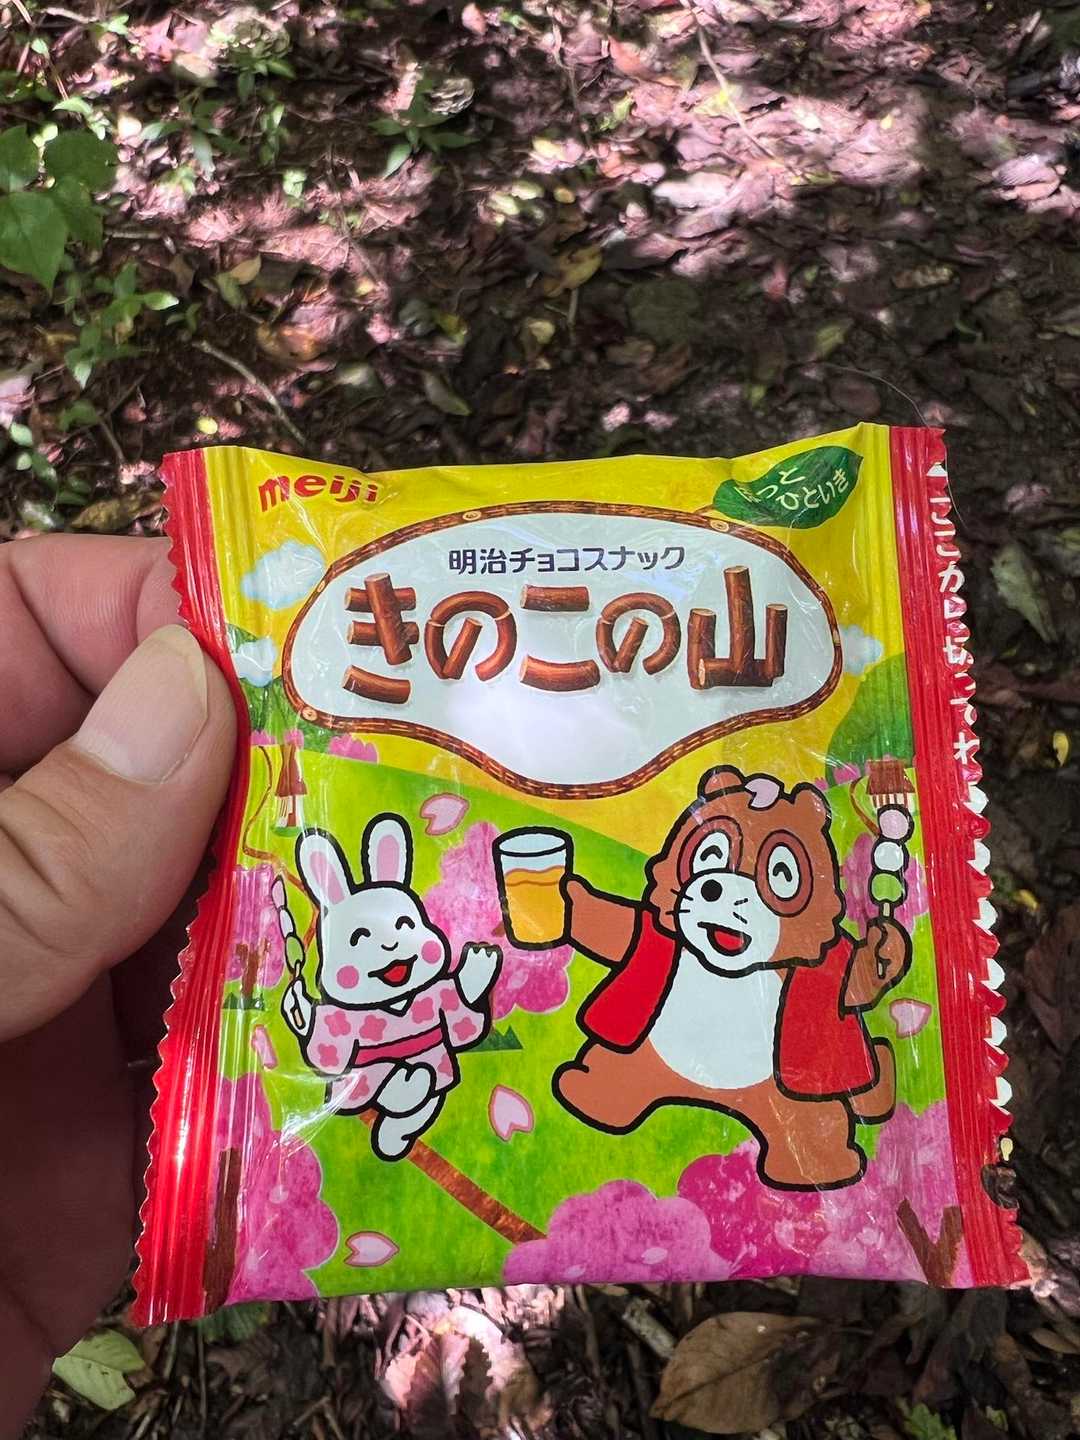 meiji
ほっと
ひといき
明治チョコスナック
きのこの山